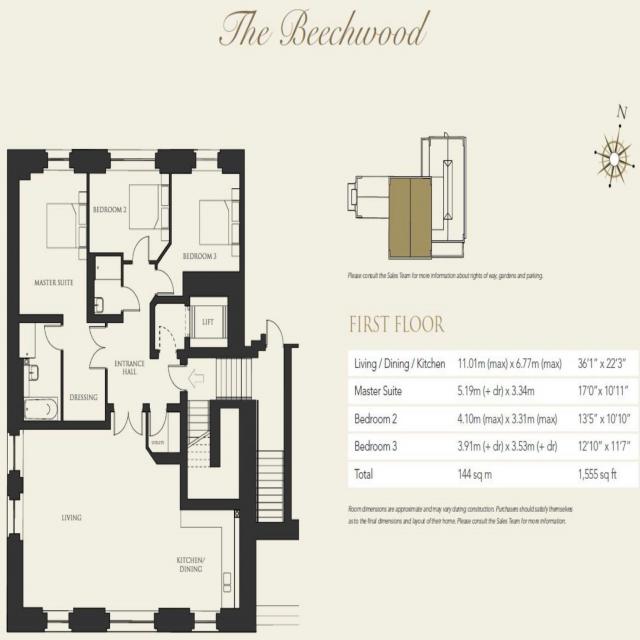 The Beechwood
N
BEDROOM 2
BEDROOM 3
MASTER SUITE
LIFT
ENTRANCE
HALL
DRESSING
UTILITY
LIVING
KITCHEN/
DINING
Please consult the Sales Team for more information about rights of way, gardens and parking.
FIRST FLOOR
Living / Dining / Kitchen 11.01m (max) x 6.77m (max) 36'1" x 22'3"
Master Suite 5.19m (+ dr) x 3.34m 17'0"x 10'11"
Bedroom 2 4.10m (max) x 3.31m (max) 13'5" x 10'10"
Bedroom 3 3.91m (+ dr) x 3.53m (+ dr) 12'10" x 11'7"
Total 144 sq m 1,555 sq ft
Room dimensions are approximate and may vary during construction. Purchasers should satisfy themselves
as to the final dimensions and layout of their home. Please consult the Sales Team for more information.